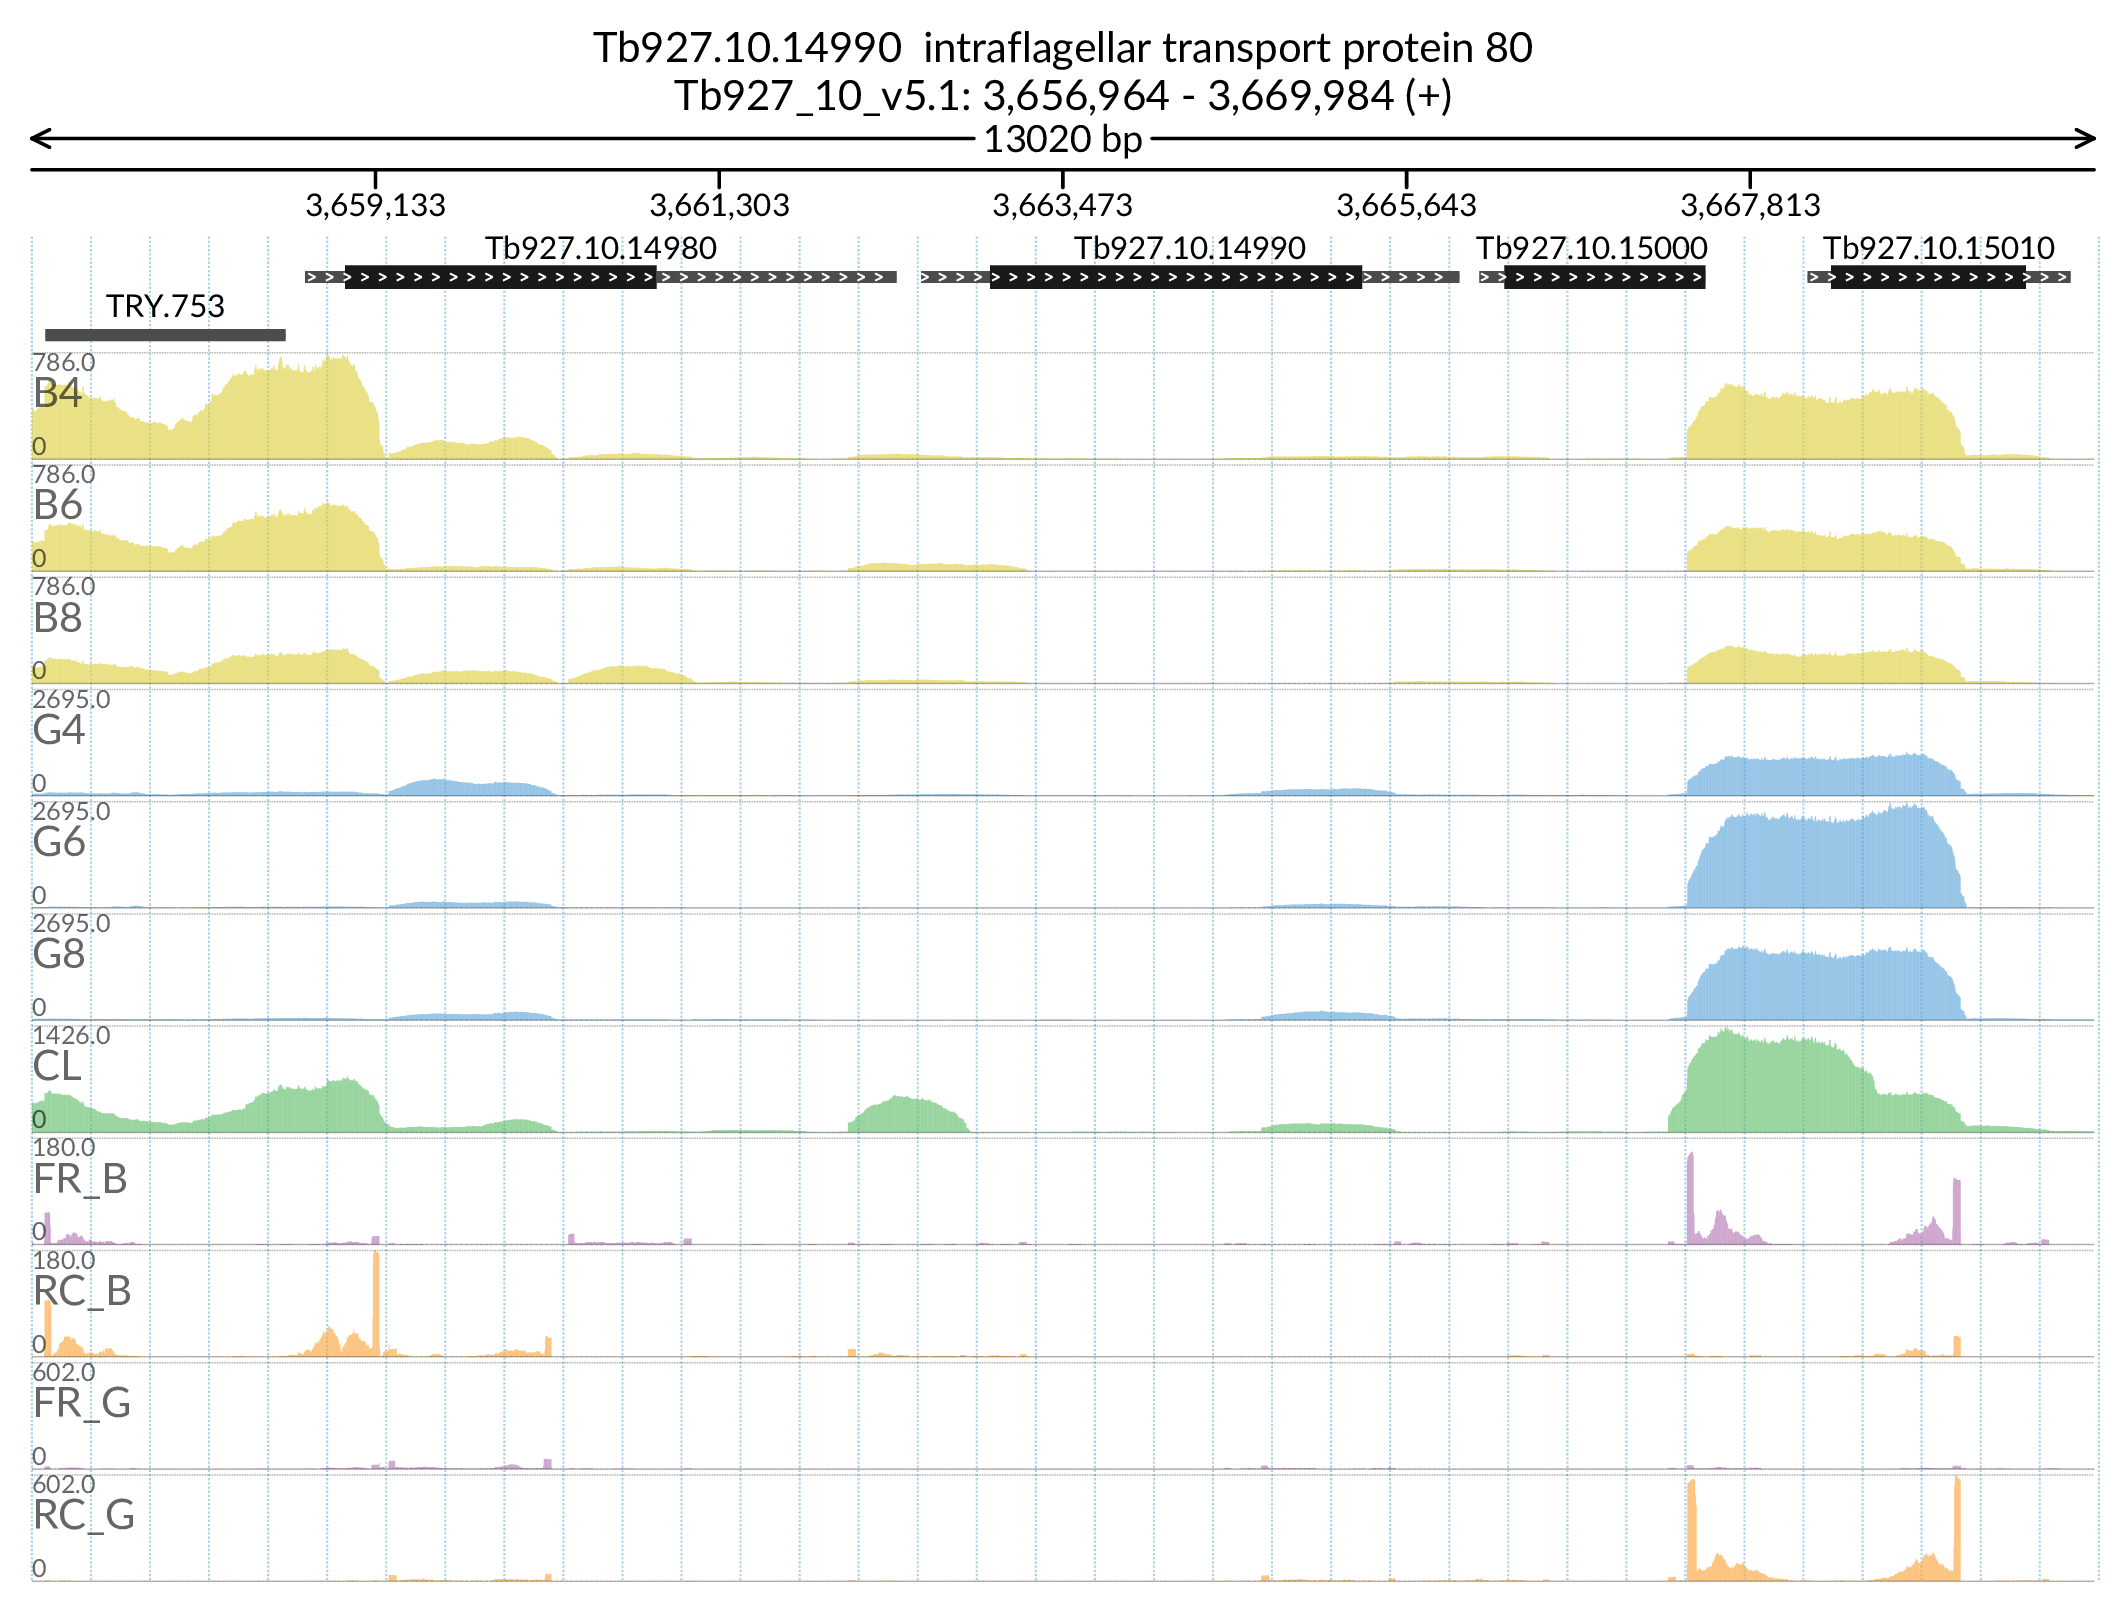 Tb927.10.14990  intraflagellar transport protein 80
Tb927_10_v5.1: 3,656,964 - 3,669,984 (+)
13020 bp
3,659,133 3,661,303 3,663,473 3,665,643 3,667,813
Tb927.10.14980 Tb927.10.14990 Tb927.10.15000 Tb927.10.15010
TRY.753
786.0
B4
0
786.0
B6
0
786.0
B8
0
2695.0
G4
0
2695.0
G6
0
2695.0
G8
0
1426.0
CL
0
180.0
FR_B
0
180.0
RC_B
0
602.0
FR_G
0
602.0
RC_G
0